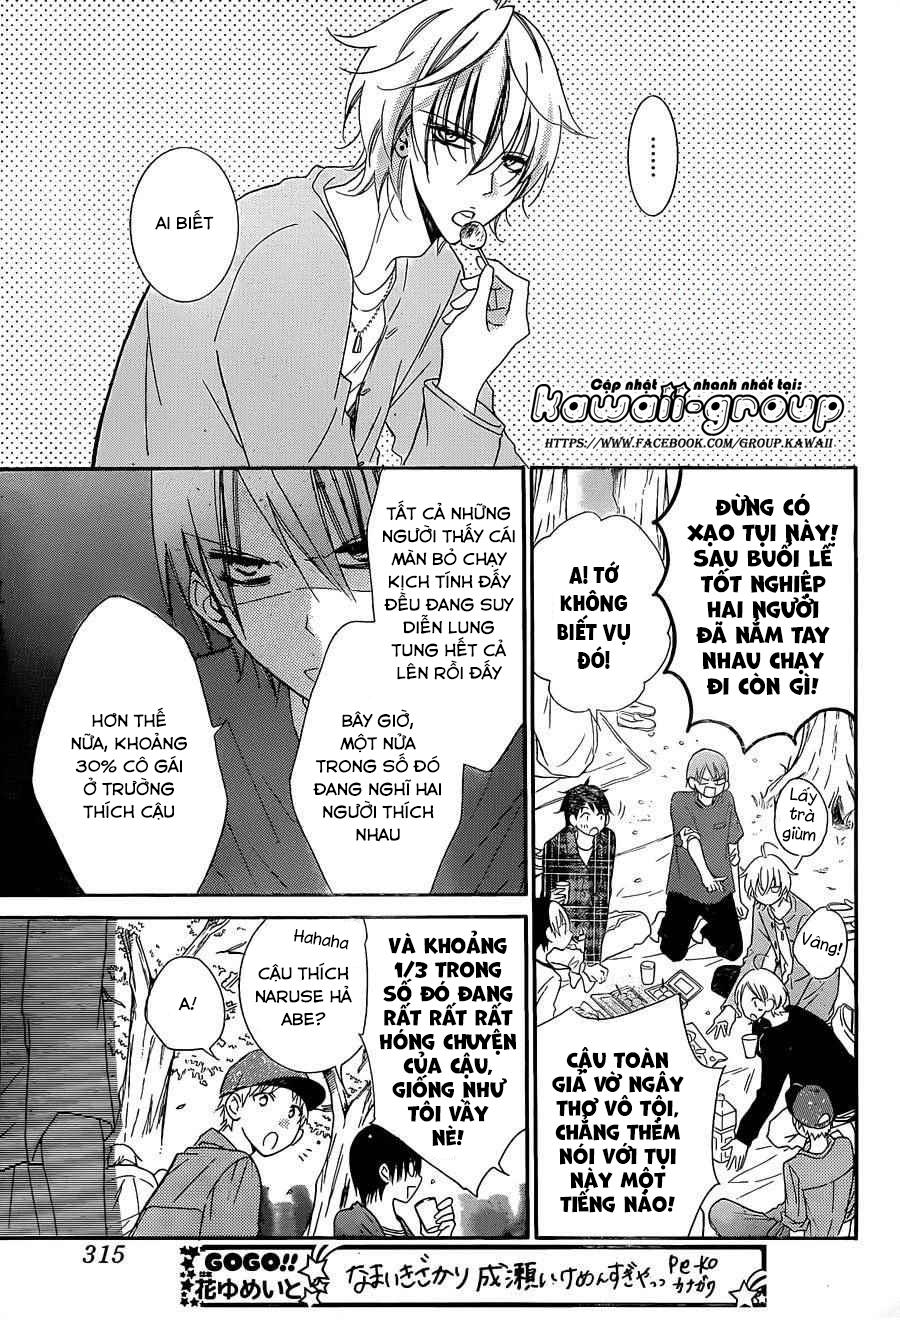 ……
AI BIẾT
Cập nhật nhanh nhất tại:
kawaii-group
HTTPS://WWW.FACEBOOK.COM/GROUP.KAWAII
ĐỪNG CÓ
XẠO TỤI NÀY!
SAU BUỔI LỄ
TỐT NGHIỆP
HAI NGƯỜI
ĐÃ NẮM TAY
NHAU CHẠY
ĐI CÒN GÌ!
A! TỚ
KHÔNG
BIẾT VỤ
ĐÓ!
Lấy
trà
giùm
Vâng!
CẬU TOÀN
GIẢ VỜ NGÂY
THƠ VÔ TỘI,
CHẲNG THÈM
NÓI VỚI TỤI
NÀY MỘT
TIẾNG NÀO!
TẤT CẢ NHỮNG
NGƯỜI THẤY CÁI
MÀN BỎ CHẠY
KỊCH TÍNH ĐẤY
ĐỀU ĐANG SUY
DIỄN LUNG
TUNG HẾT CẢ
LÊN RỒI ĐẤY
BÂY GIỜ,
MỘT NỬA
TRONG SỐ ĐÓ
ĐANG NGHĨ HAI
NGƯỜI THÍCH
NHAU
HƠN THẾ
NỮA, KHOẢNG
30% CÔ GÁI
Ở TRƯỜNG
THÍCH CẬU
VÀ KHOẢNG
1/3 TRONG
SỐ ĐÓ ĐANG
RẤT RẤT RẤT
HÓNG CHUYỆN
CỦA CẬU,
GIỐNG NHƯ
TÔI VẦY
NÈ!
Hahaha
CẬU THÍCH
NARUSE HẢ
ABE?
A!
315
GOGO!!
花ゆめいと
なまいきざかり 成瀬いけめんすぎやっっ
Pe-ko
カナガワ